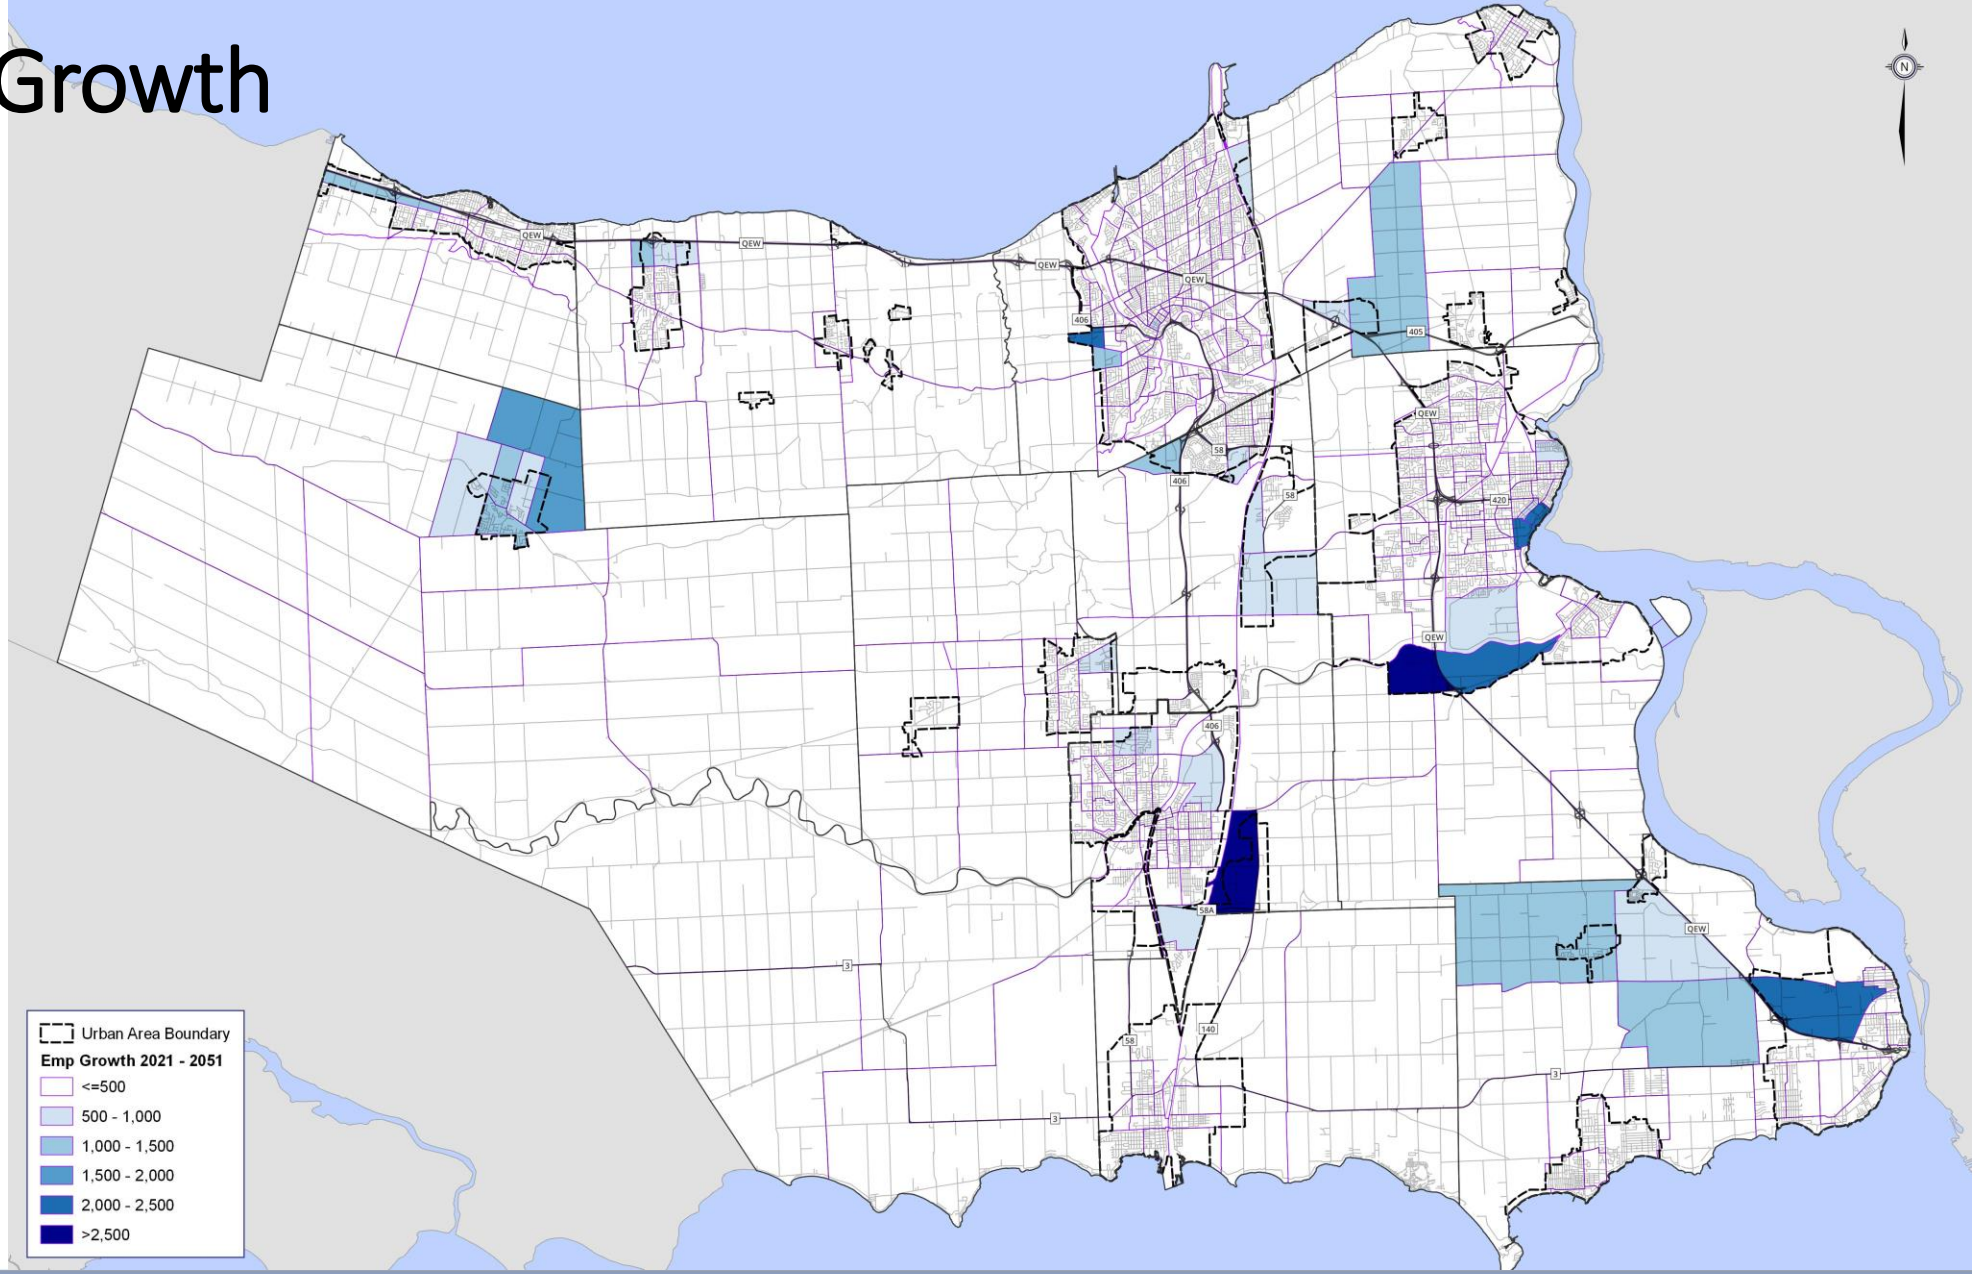 Growth
N
QEW
QEW
QEW
QEW
406
405
QEW
58
406
58
420
QEW
406
58A
QEW
3
140
58
3
3
Urban Area Boundary
Emp Growth 2021 - 2051
<=500
500 - 1,000
1,000 - 1,500
1,500 - 2,000
2,000 - 2,500
>2,500